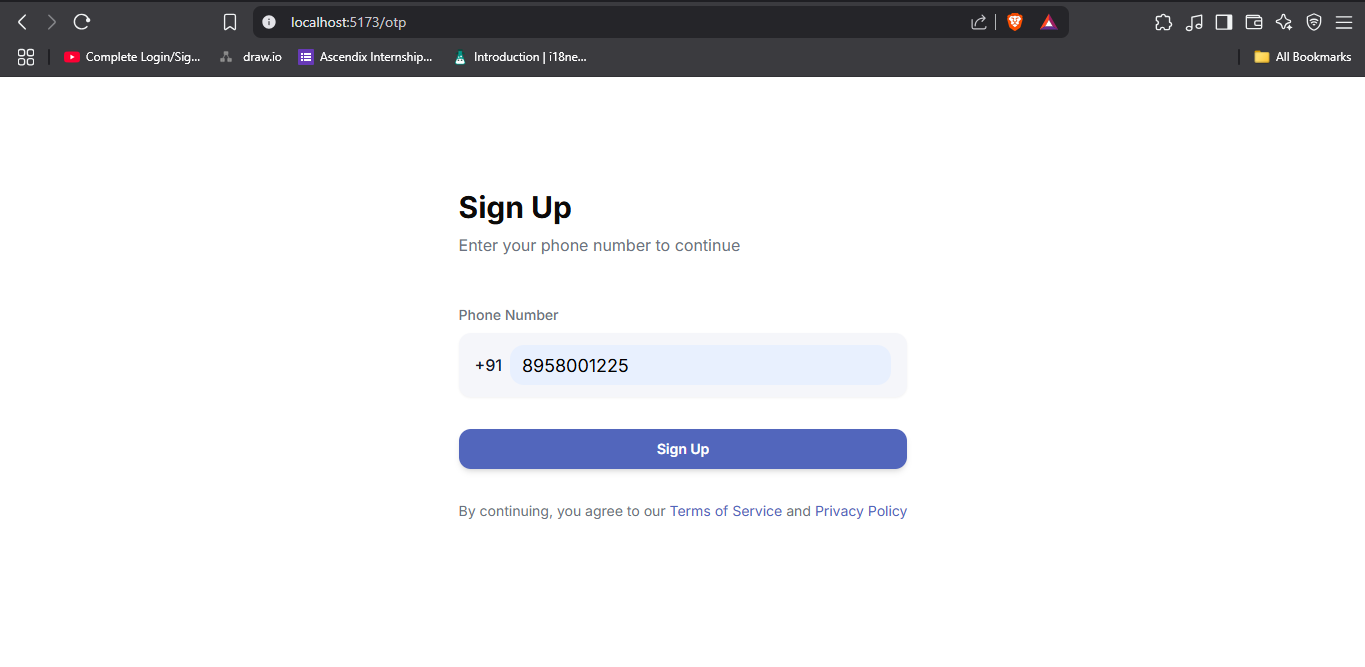 localhost:5173/otp
Complete Login/Sig... draw.io Ascendix Internship... Introduction | i18ne... All Bookmarks
Sign Up
Enter your phone number to continue
Phone Number
+91 8958001225
Sign Up
By continuing, you agree to our Terms of Service and Privacy Policy